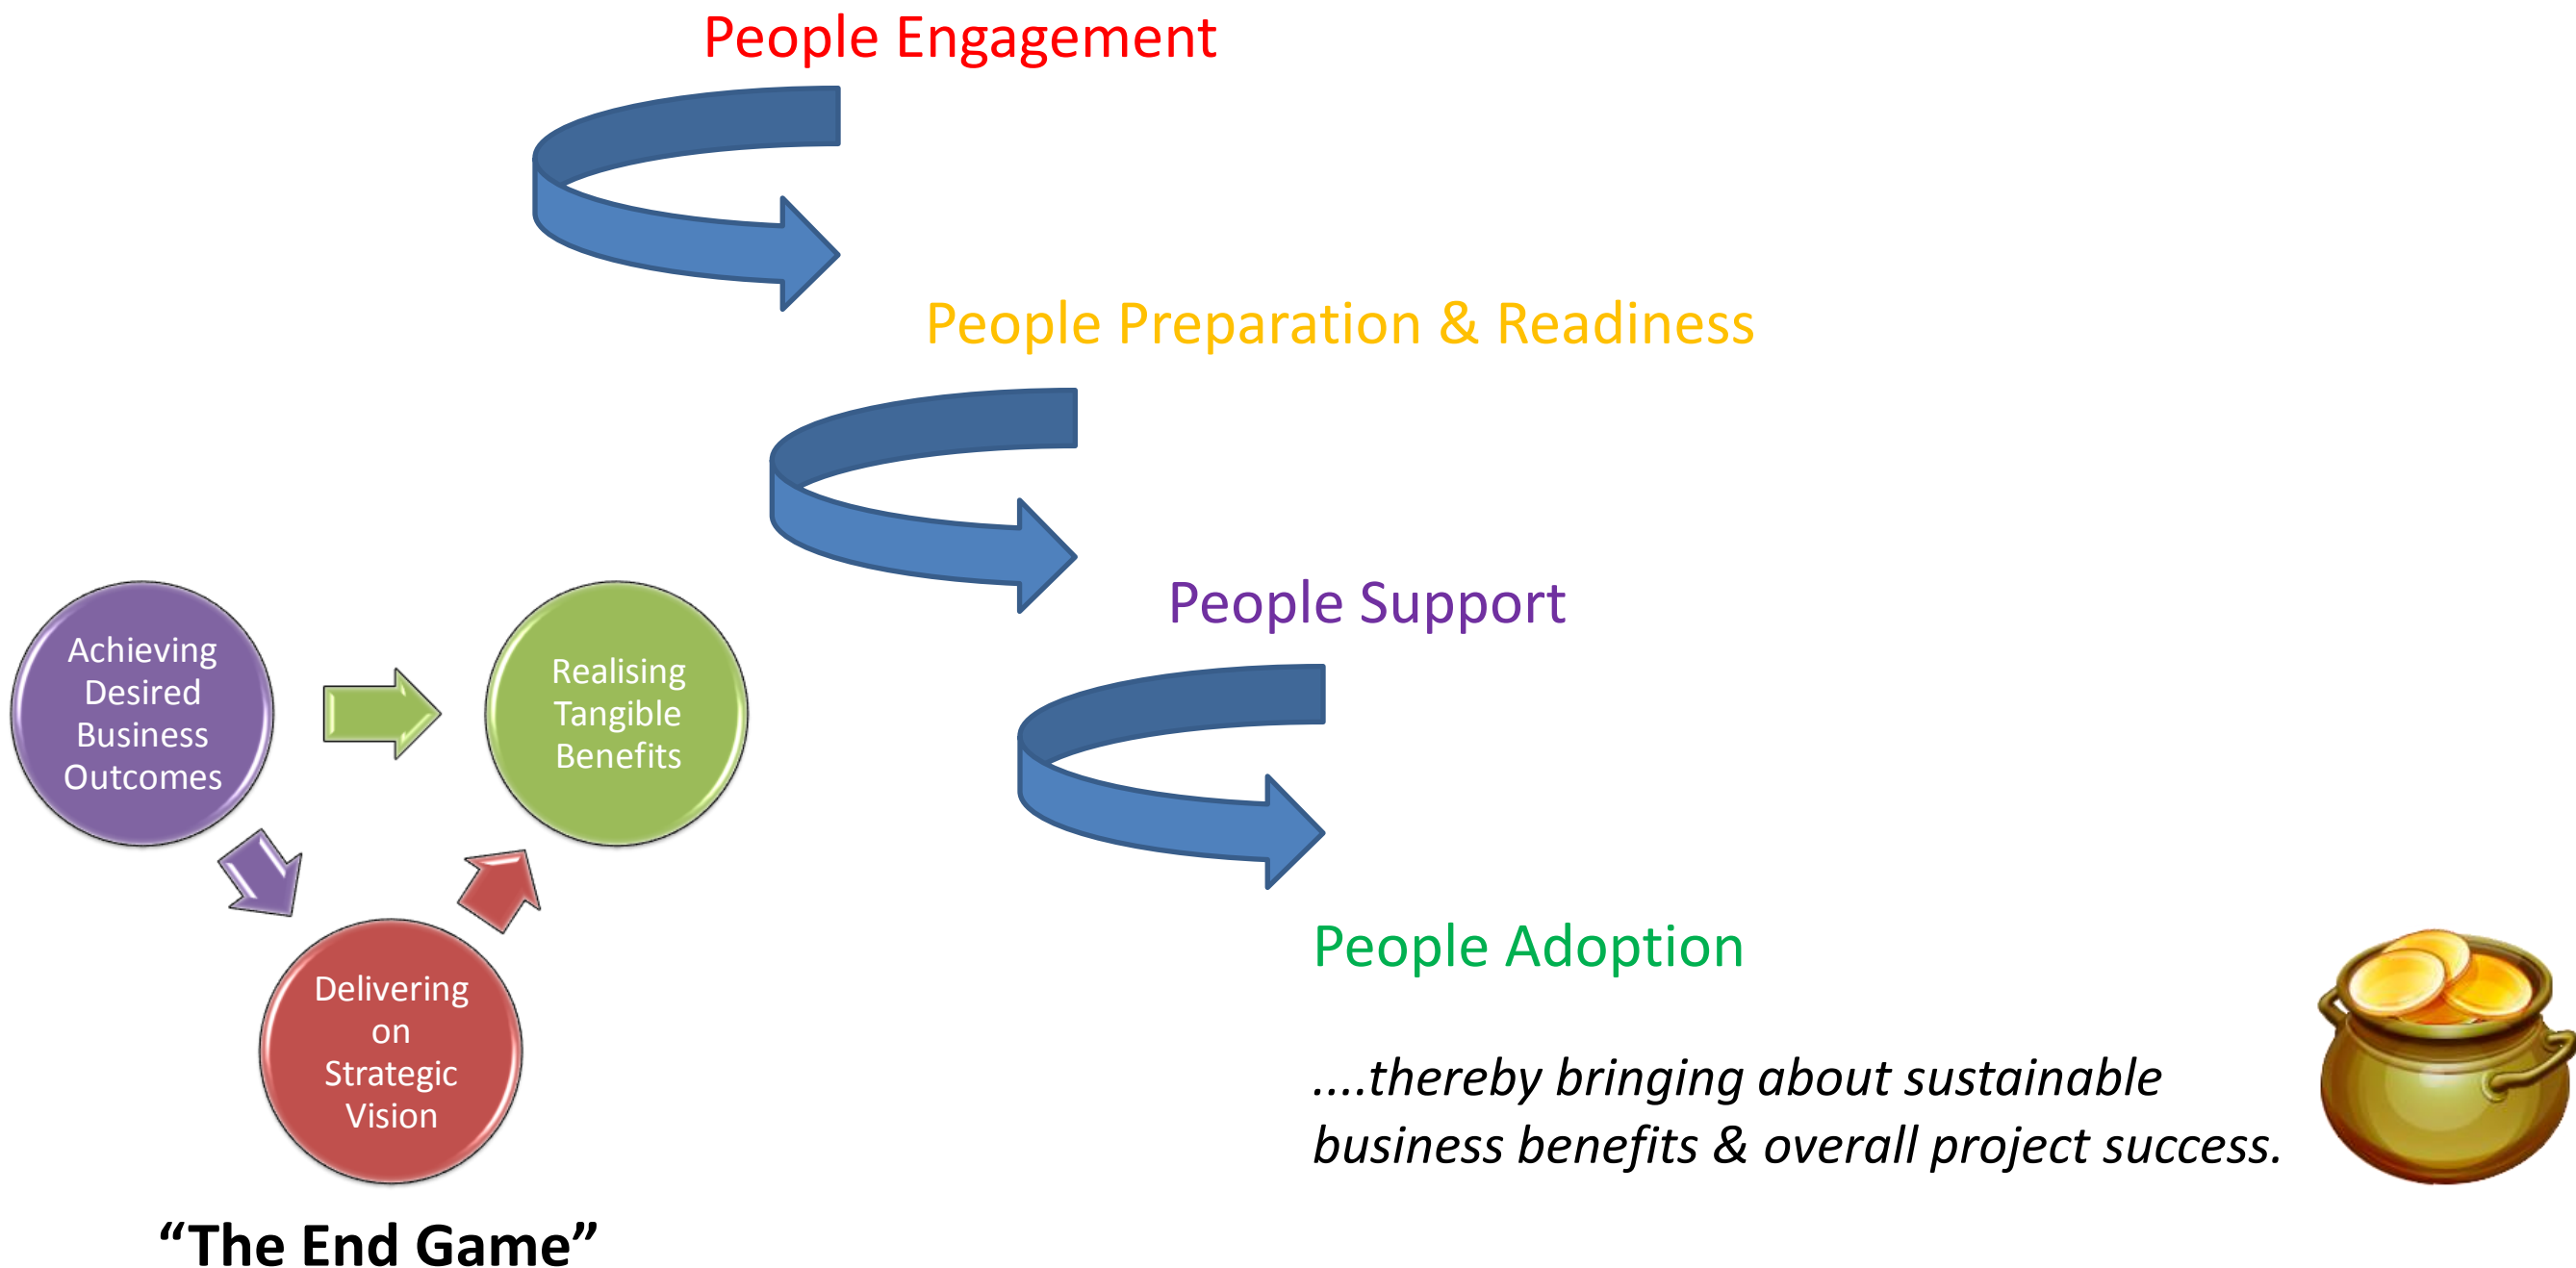 People Engagement
People Preparation & Readiness
People Support
Achieving
Desired
Business
Outcomes
Realising
Tangible
Benefits
Delivering
on
Strategic
Vision
“The End Game”
People Adoption
....thereby bringing about sustainable
business benefits & overall project success.